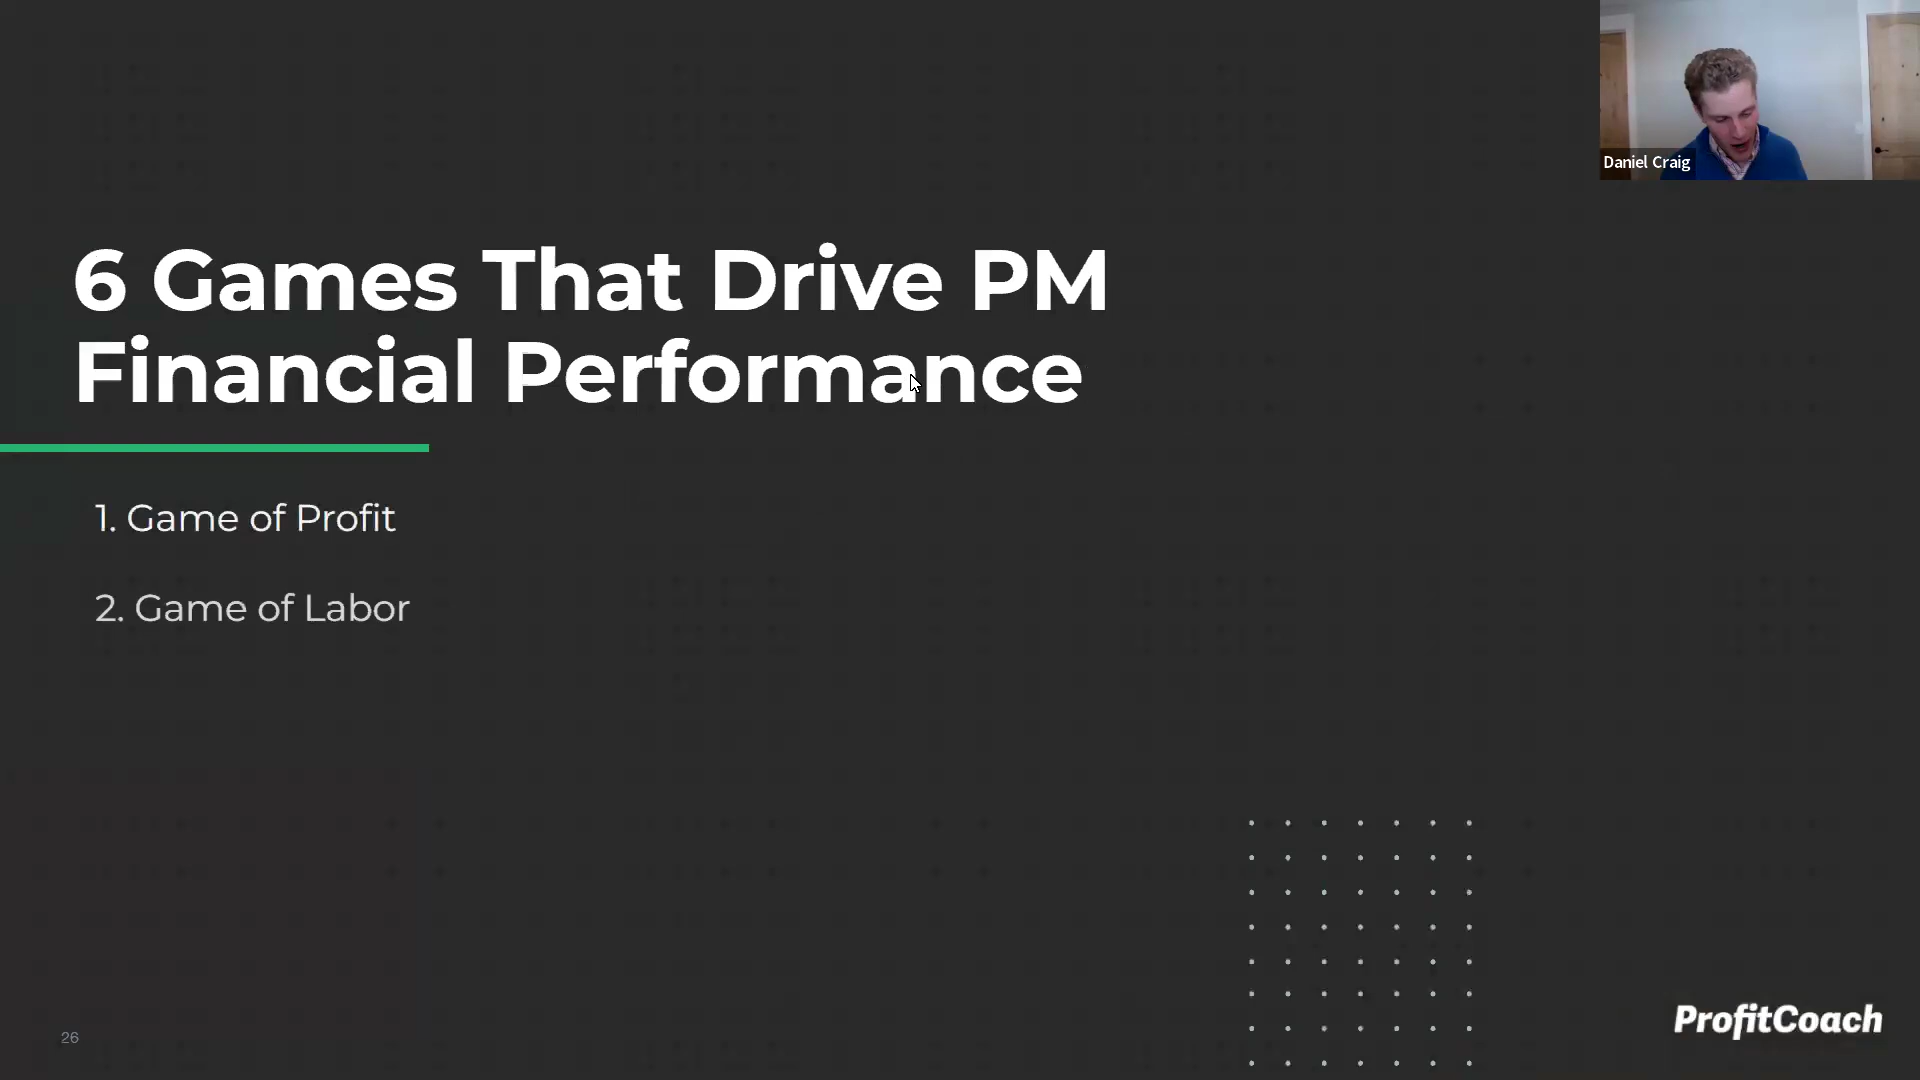 Daniel Craig
6 Games That Drive PM
Financial Performance
1. Game of Profit
2. Game of Labor
26
ProfitCoach